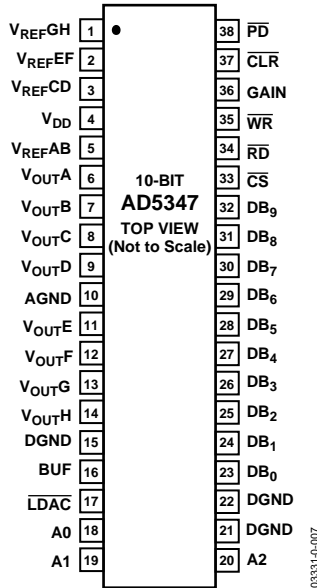 VREFGH 1
VREFEF 2
VREFCD 3
VDD 4
VREFAB 5
VOUTA 6
VOUTB 7
VOUTC 8
VOUTD 9
AGND 10
VOUTE 11
VOUTF 12
VOUTG 13
VOUTH 14
DGND 15
BUF 16
LDAC 17
A0 18
A1 19
10-BIT
AD5347
TOP VIEW
(Not to Scale)
38 PD
37 CLR
36 GAIN
35 WR
34 RD
33 CS
32 DB9
31 DB8
30 DB7
29 DB6
28 DB5
27 DB4
26 DB3
25 DB2
24 DB1
23 DB0
22 DGND
21 DGND
20 A2
03331-0-007